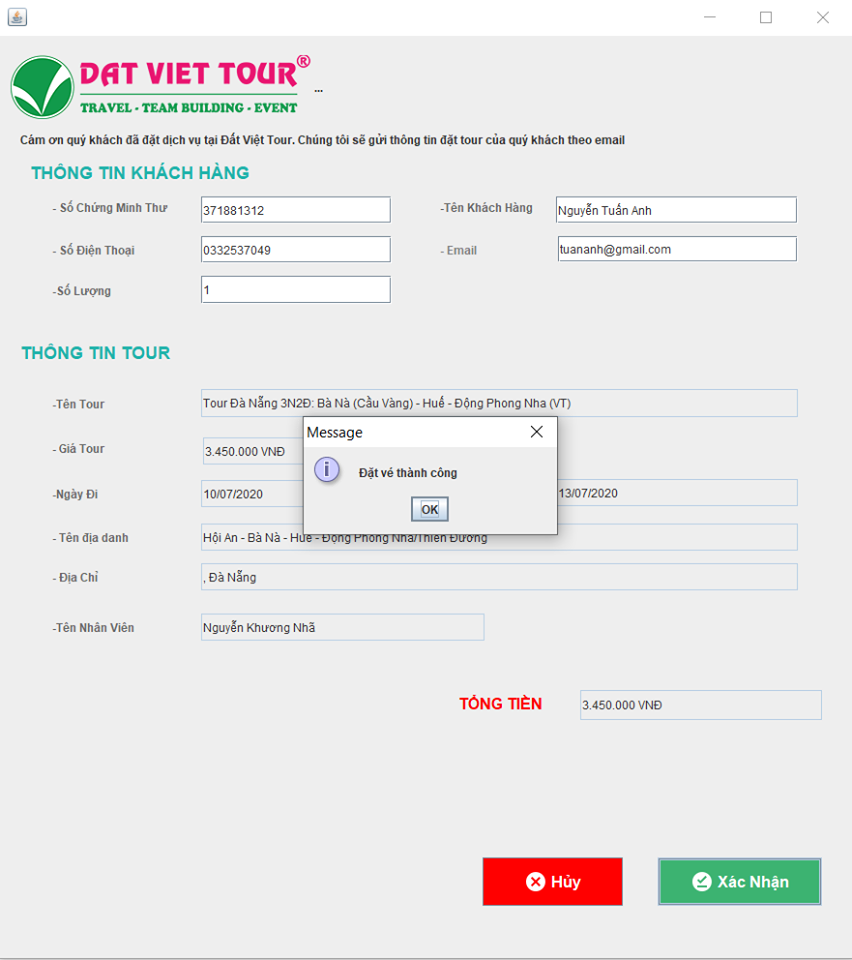 DAT VIET TOUR®
TRAVEL - TEAM BUILDING - EVENT
...
Cám ơn quý khách đã đặt dịch vụ tại Đất Việt Tour. Chúng tôi sẽ gửi thông tin đặt tour của quý khách theo email
THÔNG TIN KHÁCH HÀNG
- Số Chứng Minh Thư 371881312 -Tên Khách Hàng Nguyễn Tuấn Anh
- Số Điện Thoại 0332537049 - Email tuananh@gmail.com
-Số Lượng 1
THÔNG TIN TOUR
-Tên Tour Tour Đà Nẵng 3N2Đ: Bà Nà (Cầu Vàng) - Huế - Động Phong Nha (VT)
Message
- Giá Tour 3.450.000 VNĐ
Đặt vé thành công
-Ngày Đi 10/07/2020 13/07/2020
OK
- Tên địa danh Hội An - Bà Nà - Huế - Động Phong Nha/Thiên Đường
- Địa Chỉ , Đà Nẵng
-Tên Nhân Viên Nguyễn Khương Nhã
TỔNG TIỀN 3.450.000 VNĐ
Hủy Xác Nhận